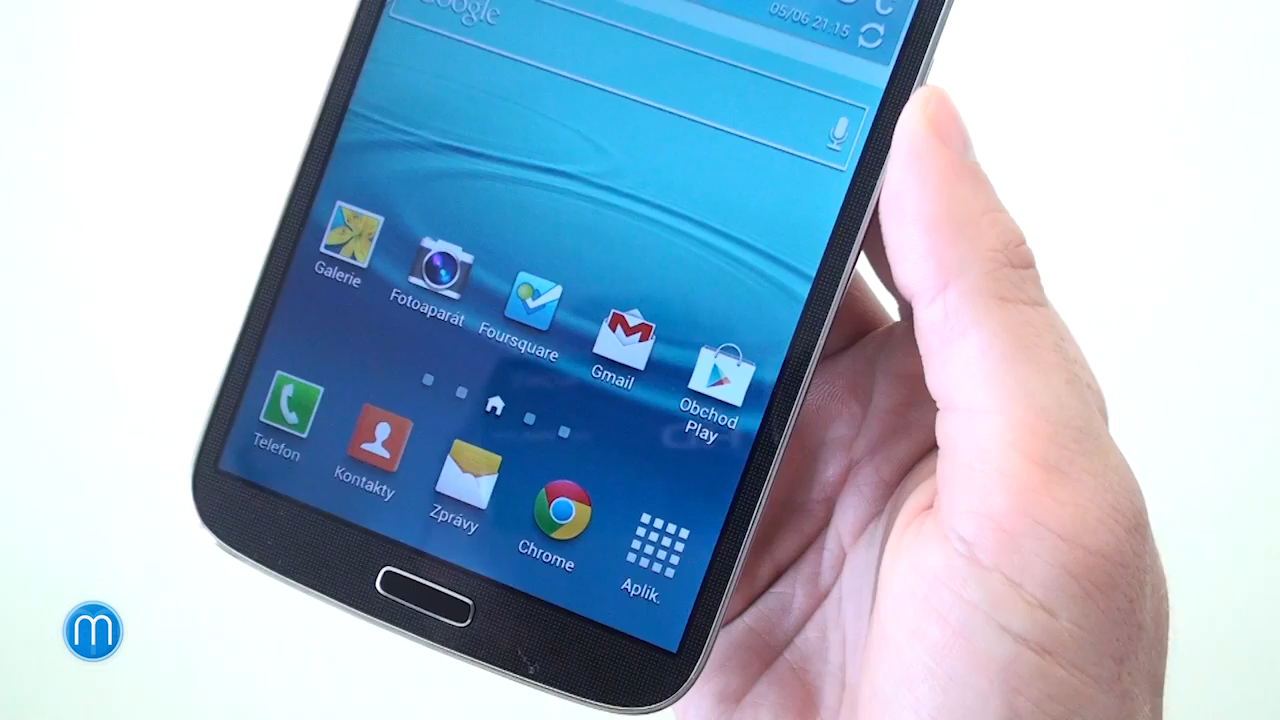 Google
05/06 21:15
Galerie
Fotoaparát
Foursquare
Gmail
Obchod
Play
Telefon
Kontakty
Zprávy
Chrome
Aplik.
m